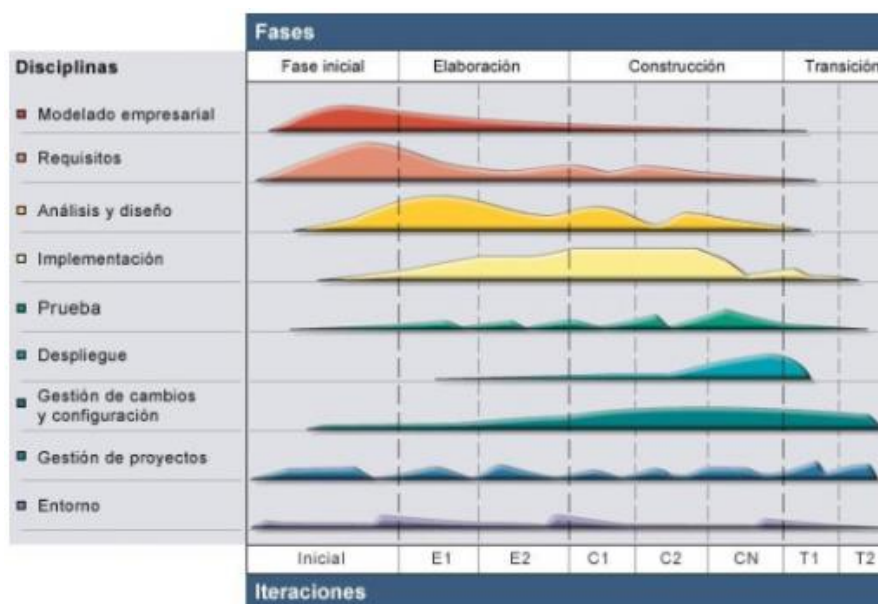 Fases
Disciplinas
Fase inicial Elaboración Construcción Transición
Modelado empresarial
Requisitos
Análisis y diseño
Implementación
Prueba
Despliegue
Gestión de cambios
y configuración
Gestión de proyectos
Entorno
Inicial E1 E2 C1 C2 CN T1 T2
Iteraciones